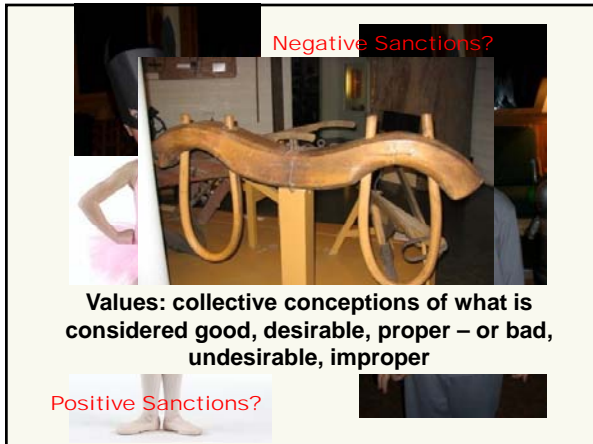 Negative Sanctions?
Values: collective conceptions of what is
considered good, desirable, proper – or bad,
undesirable, improper
Positive Sanctions?